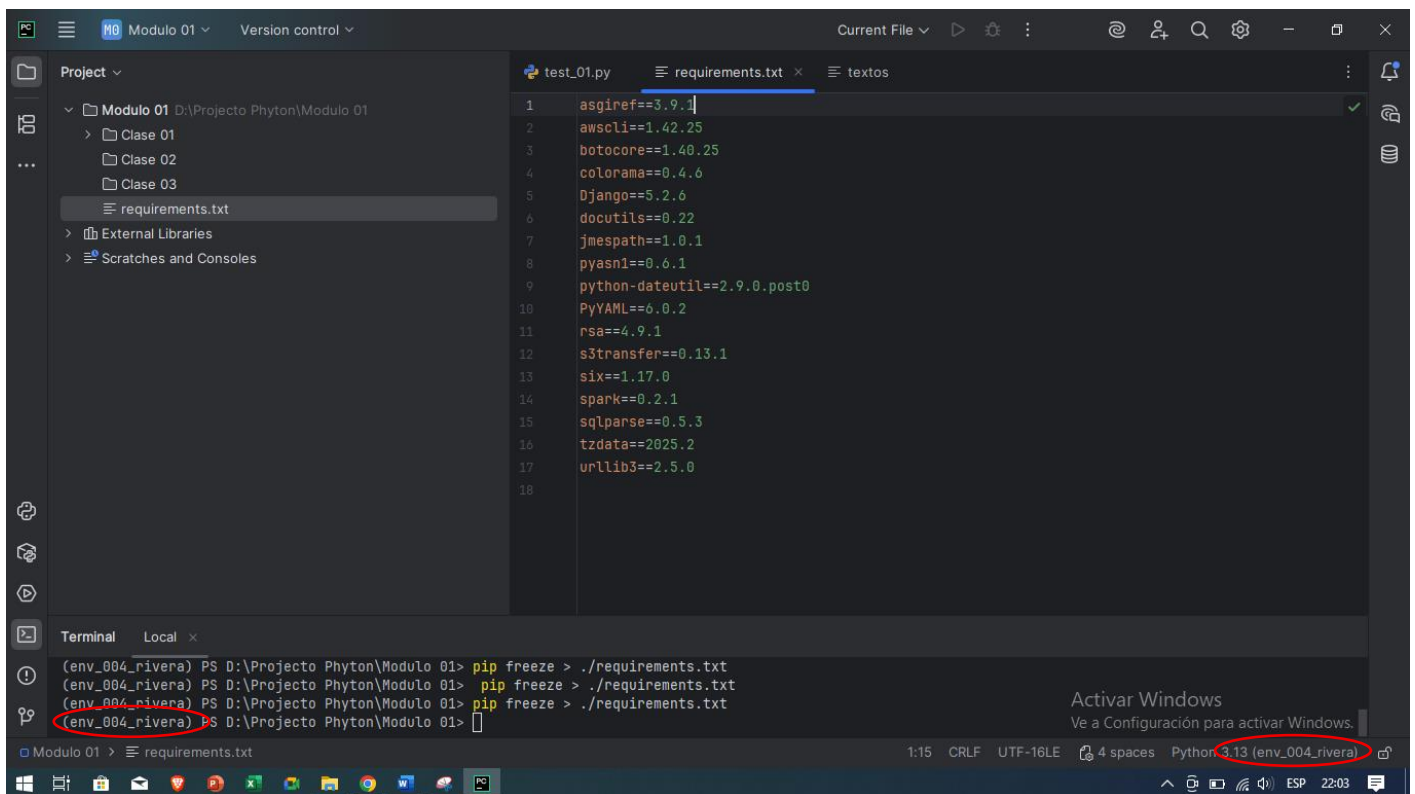 PC M0 Modulo 01 Version control Current File
Project
test_01.py requirements.txt × textos
Modulo 01 D:\Projecto Phyton\Modulo 01
Clase 01
Clase 02
Clase 03
requirements.txt
External Libraries
Scratches and Consoles
1 asgiref==3.9.1
2 awscli==1.42.25
3 botocore==1.40.25
4 colorama==0.4.6
5 Django==5.2.6
6 docutils==0.22
7 jmespath==1.0.1
8 pyasn1==0.6.1
9 python-dateutil==2.9.0.post0
10 PyYAML==6.0.2
11 rsa==4.9.1
12 s3transfer==0.13.1
13 six==1.17.0
14 spark==0.2.1
15 sqlparse==0.5.3
16 tzdata==2025.2
17 urllib3==2.5.0
18
Terminal Local ×
(env_004_rivera) PS D:\Projecto Phyton\Modulo 01> pip freeze > ./requirements.txt
(env_004_rivera) PS D:\Projecto Phyton\Modulo 01>  pip freeze > ./requirements.txt
(env_004_rivera) PS D:\Projecto Phyton\Modulo 01> pip freeze > ./requirements.txt
(env_004_rivera) PS D:\Projecto Phyton\Modulo 01>
Activar Windows
Ve a Configuración para activar Windows.
Modulo 01 > requirements.txt 1:15 CRLF UTF-16LE 4 spaces Python 3.13 (env_004_rivera)
ESP 22:03